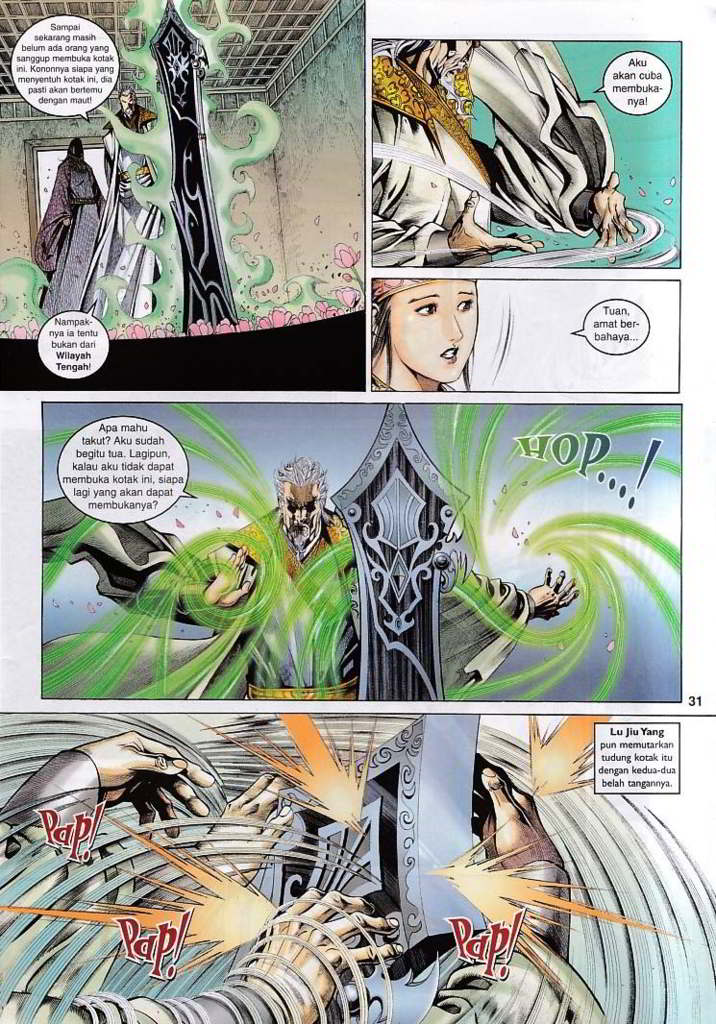 Sampai
sekarang masih
belum ada orang yang
sanggup membuka kotak
ini. Kononnya siapa yang
menyentuh kotak ini, dia
pasti akan bertemu
dengan maut!
Nampak-
nya ia tentu
bukan dari
Wilayah
Tengah!
Aku
akan cuba
membuka-
nya!
Tuan,
amat ber-
bahaya...
Apa mahu
takut? Aku sudah
begitu tua. Lagipun,
kalau aku tidak dapat
membuka kotak ini, siapa
lagi yang akan dapat
membukanya?
HOP....!
31
Lu Jiu Yang
pun memutarkan
tudung kotak itu
dengan kedua-dua
belah tangannya.
Pap!
Pap!
Pap!